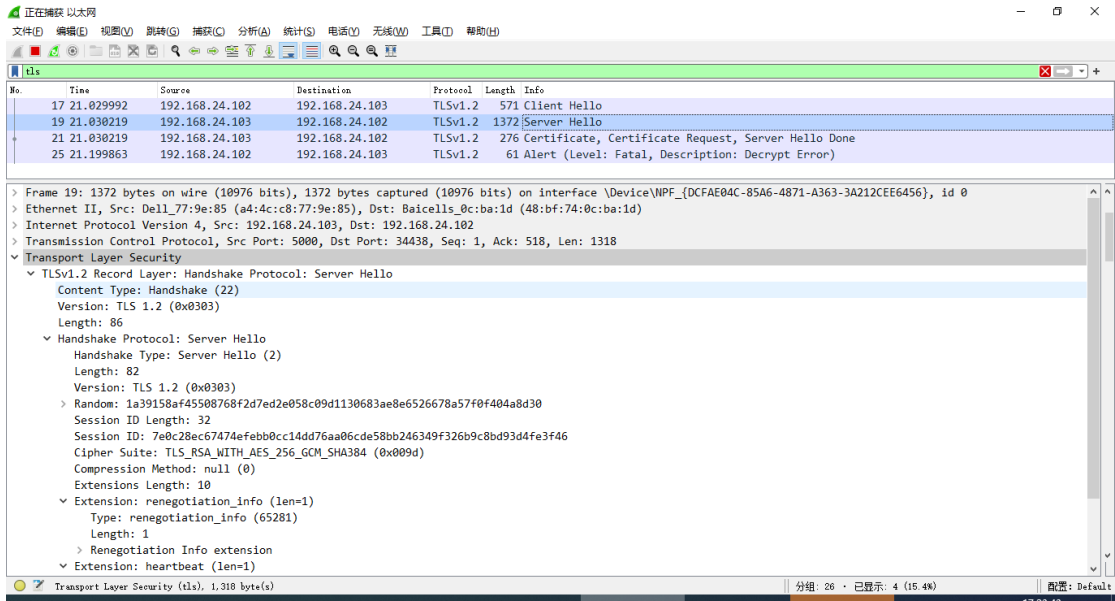 正在捕获 以太网
文件(F) 编辑(E) 视图(V) 跳转(G) 捕获(C) 分析(A) 统计(S) 电话(Y) 无线(W) 工具(T) 帮助(H)
tls
No. Time Source Destination Protocol Length Info
17 21.029992 192.168.24.102 192.168.24.103 TLSv1.2 571 Client Hello
19 21.030219 192.168.24.103 192.168.24.102 TLSv1.2 1372 Server Hello
21 21.030219 192.168.24.103 192.168.24.102 TLSv1.2 276 Certificate, Certificate Request, Server Hello Done
25 21.199863 192.168.24.102 192.168.24.103 TLSv1.2 61 Alert (Level: Fatal, Description: Decrypt Error)
Frame 19: 1372 bytes on wire (10976 bits), 1372 bytes captured (10976 bits) on interface \Device\NPF_{DCFAE04C-85A6-4871-A363-3A212CEE6456}, id 0
Ethernet II, Src: Dell_77:9e:85 (a4:4c:c8:77:9e:85), Dst: Baicells_0c:ba:1d (48:bf:74:0c:ba:1d)
Internet Protocol Version 4, Src: 192.168.24.103, Dst: 192.168.24.102
Transmission Control Protocol, Src Port: 5000, Dst Port: 34438, Seq: 1, Ack: 518, Len: 1318
Transport Layer Security
TLSv1.2 Record Layer: Handshake Protocol: Server Hello
Content Type: Handshake (22)
Version: TLS 1.2 (0x0303)
Length: 86
Handshake Protocol: Server Hello
Handshake Type: Server Hello (2)
Length: 82
Version: TLS 1.2 (0x0303)
Random: 1a39158af45508768f2d7ed2e058c09d1130683ae8e6526678a57f0f404a8d30
Session ID Length: 32
Session ID: 7e0c28ec67474efebb0cc14dd76aa06cde58bb246349f326b9c8bd93d4fe3f46
Cipher Suite: TLS_RSA_WITH_AES_256_GCM_SHA384 (0x009d)
Compression Method: null (0)
Extensions Length: 10
Extension: renegotiation_info (len=1)
Type: renegotiation_info (65281)
Length: 1
Renegotiation Info extension
Extension: heartbeat (len=1)
Transport Layer Security (tls), 1,318 byte(s) 分组: 26 · 已显示: 4 (15.4%) 配置: Default